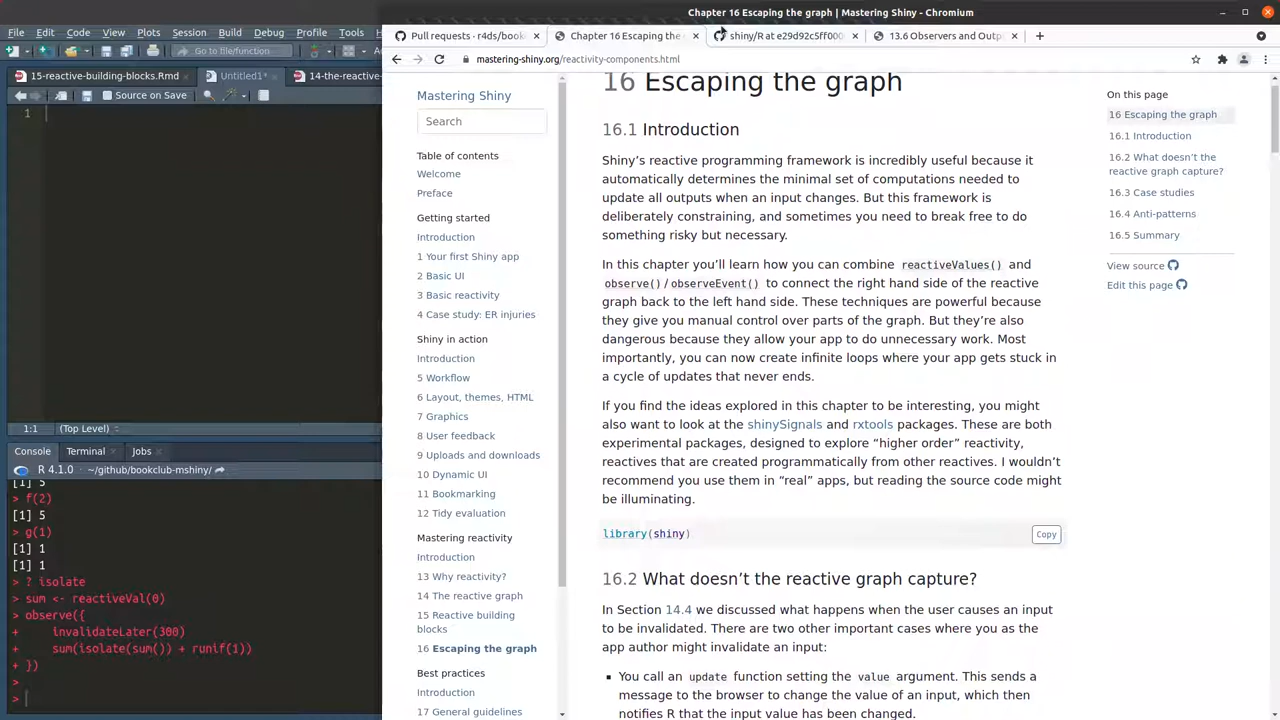 Chapter 16 Escaping the graph | Mastering Shiny - Chromium
File Edit Code View Plots Session
Go to file/function
15-reactive-building-blocks.Rmd
Untitled1*
14-the-reactive
Source on Save
1
1:1 (Top Level)
Console Terminal Jobs
R 4.1.0 · ~/github/bookclub-mshiny/
[1] 5
> f(2)
[1] 5
> g(1)
[1] 1
[1] 1
> ? isolate
> sum <- reactiveVal(0)
> observe({
+     invalidateLater(300)
+     sum(isolate(sum()) + runif(1))
+ })
>
>
Pull requests · r4ds/book
Chapter 16 Escaping the
shiny/R at e29d92c5ff000
13.6 Observers and Outp
mastering-shiny.org/reactivity-components.html
Mastering Shiny
Search
Table of contents
Welcome
Preface
Getting started
Introduction
1 Your first Shiny app
2 Basic UI
3 Basic reactivity
4 Case study: ER injuries
Shiny in action
Introduction
5 Workflow
6 Layout, themes, HTML
7 Graphics
8 User feedback
9 Uploads and downloads
10 Dynamic UI
11 Bookmarking
12 Tidy evaluation
Mastering reactivity
Introduction
13 Why reactivity?
14 The reactive graph
15 Reactive building
blocks
16 Escaping the graph
Best practices
Introduction
17 General guidelines
16 Escaping the graph
16.1 Introduction
Shiny’s reactive programming framework is incredibly useful because it
automatically determines the minimal set of computations needed to
update all outputs when an input changes. But this framework is
deliberately constraining, and sometimes you need to break free to do
something risky but necessary.
In this chapter you’ll learn how you can combine reactiveValues() and
observe()/observeEvent() to connect the right hand side of the reactive
graph back to the left hand side. These techniques are powerful because
they give you manual control over parts of the graph. But they’re also
dangerous because they allow your app to do unnecessary work. Most
importantly, you can now create infinite loops where your app gets stuck in
a cycle of updates that never ends.
If you find the ideas explored in this chapter to be interesting, you might
also want to look at the shinySignals and rxtools packages. These are both
experimental packages, designed to explore “higher order” reactivity,
reactives that are created programmatically from other reactives. I wouldn’t
recommend you use them in “real” apps, but reading the source code might
be illuminating.
library(shiny)
Copy
16.2 What doesn’t the reactive graph capture?
In Section 14.4 we discussed what happens when the user causes an input
to be invalidated. There are two other important cases where you as the
app author might invalidate an input:
▪ You call an update function setting the value argument. This sends a
message to the browser to change the value of an input, which then
notifies R that the input value has been changed.
On this page
16 Escaping the graph
16.1 Introduction
16.2 What doesn’t the
reactive graph capture?
16.3 Case studies
16.4 Anti-patterns
16.5 Summary
View source
Edit this page